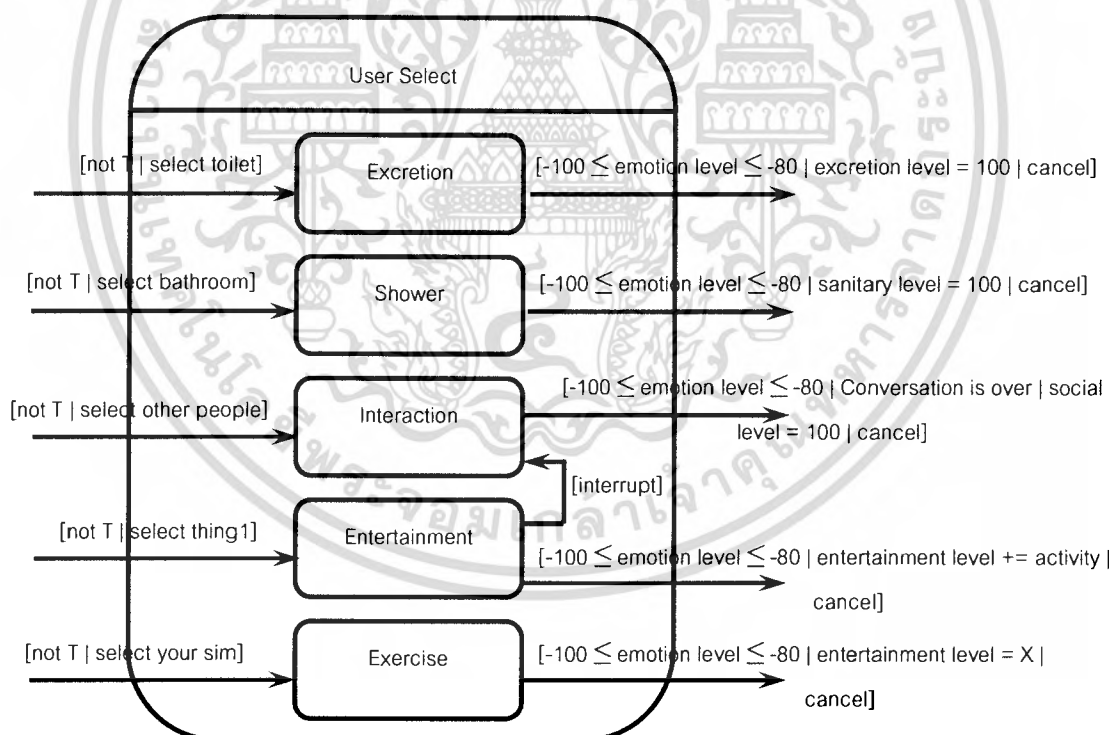 User Select
[not T | select toilet]
Excretion
[-100 ≤ emotion level ≤ -80 | excretion level = 100 | cancel]
[not T | select bathroom]
Shower
[-100 ≤ emotion level ≤ -80 | sanitary level = 100 | cancel]
[not T | select other people]
Interaction
[-100 ≤ emotion level ≤ -80 | Conversation is over | social
level = 100 | cancel]
[interrupt]
[not T | select thing1]
Entertainment
[-100 ≤ emotion level ≤ -80 | entertainment level += activity |
cancel]
[not T | select your sim]
Exercise
[-100 ≤ emotion level ≤ -80 | entertainment level = X |
cancel]